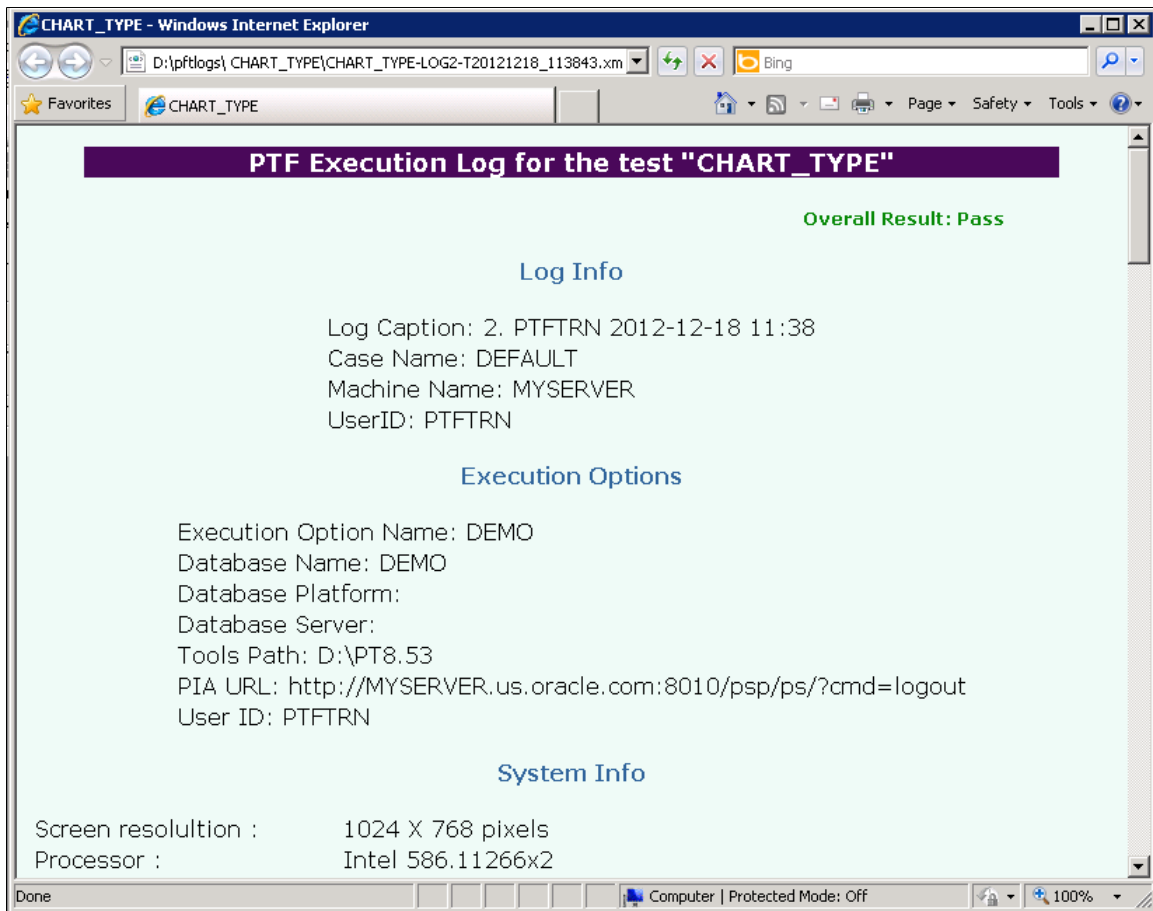 CHART_TYPE - Windows Internet Explorer
D:\pftlogs\ CHART_TYPE\CHART_TYPE-LOG2-T20121218_113843.xm
Bing
Favorites
CHART_TYPE
Page
Safety
Tools
PTF Execution Log for the test "CHART_TYPE"
Overall Result: Pass
Log Info
Log Caption: 2. PTFTRN 2012-12-18 11:38
Case Name: DEFAULT
Machine Name: MYSERVER
UserID: PTFTRN
Execution Options
Execution Option Name: DEMO
Database Name: DEMO
Database Platform:
Database Server:
Tools Path: D:\PT8.53
PIA URL: http://MYSERVER.us.oracle.com:8010/psp/ps/?cmd=logout
User ID: PTFTRN
System Info
Screen resolultion : 1024 X 768 pixels
Processor : Intel 586.11266x2
Done
Computer | Protected Mode: Off
100%